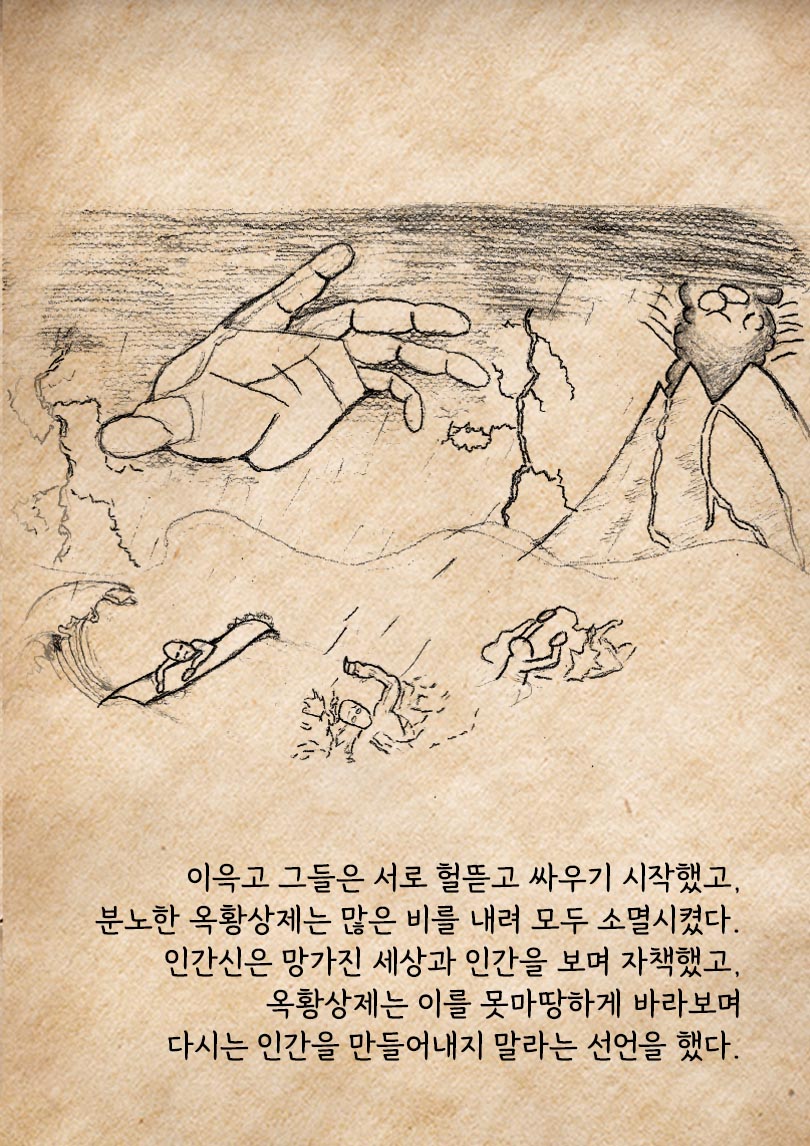 이윽고 그들은 서로 헐뜯고 싸우기 시작했고,
분노한 옥황상제는 많은 비를 내려 모두 소멸시켰다.
인간신은 망가진 세상과 인간을 보며 자책했고,
옥황상제는 이를 못마땅하게 바라보며
다시는 인간을 만들어내지 말라는 선언을 했다.